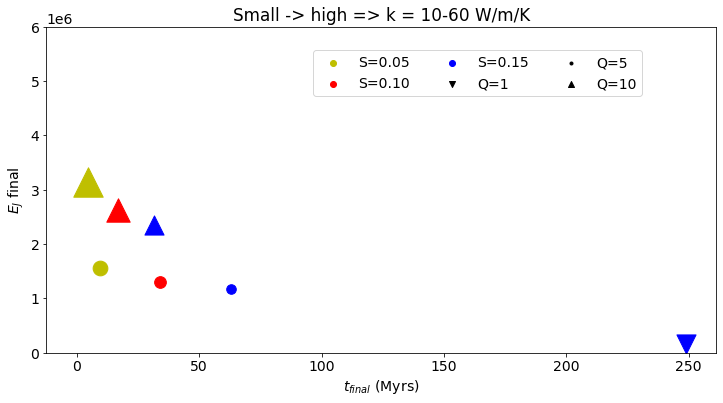 Small -> high => k = 10-60 W/m/K
1e6
6
5
4
3
2
1
0
E_J final
S=0.05 S=0.15 Q=5
S=0.10 Q=1 Q=10
0 50 100 150 200 250
t_final (Myrs)